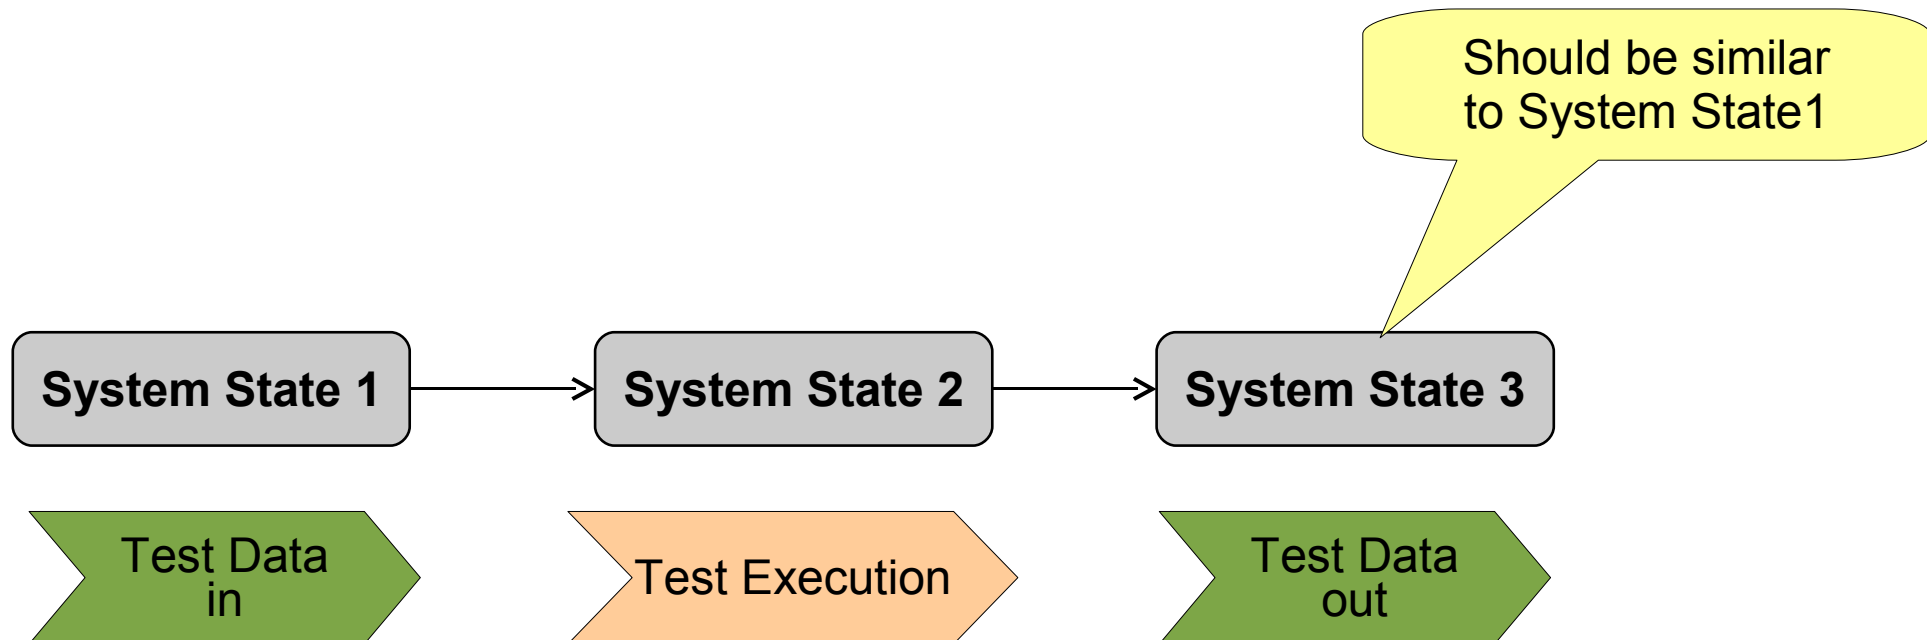 Should be similar
to System State1
System State 1
System State 2
System State 3
Test Data
in
Test Execution
Test Data
out